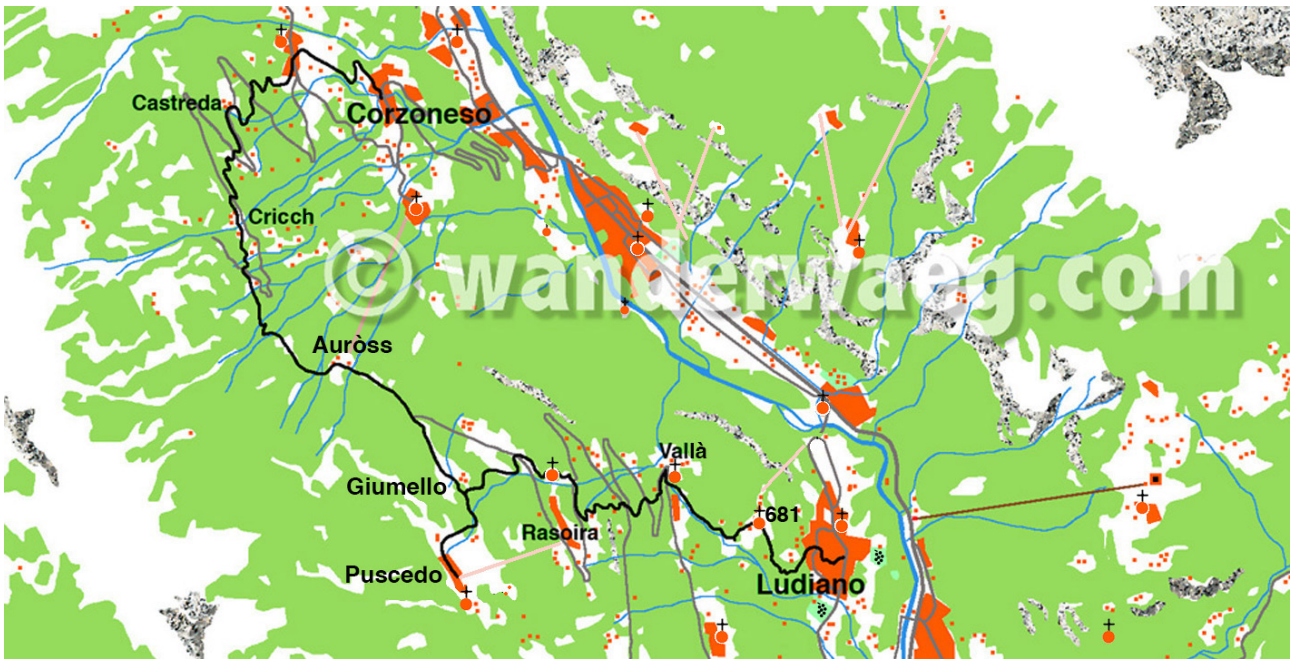 Castreda
Corzoneso
Cricch
© wanderwaeg.com
Auròss
Vallà
Giumello
681
Rasoira
Puscedo
Ludiano